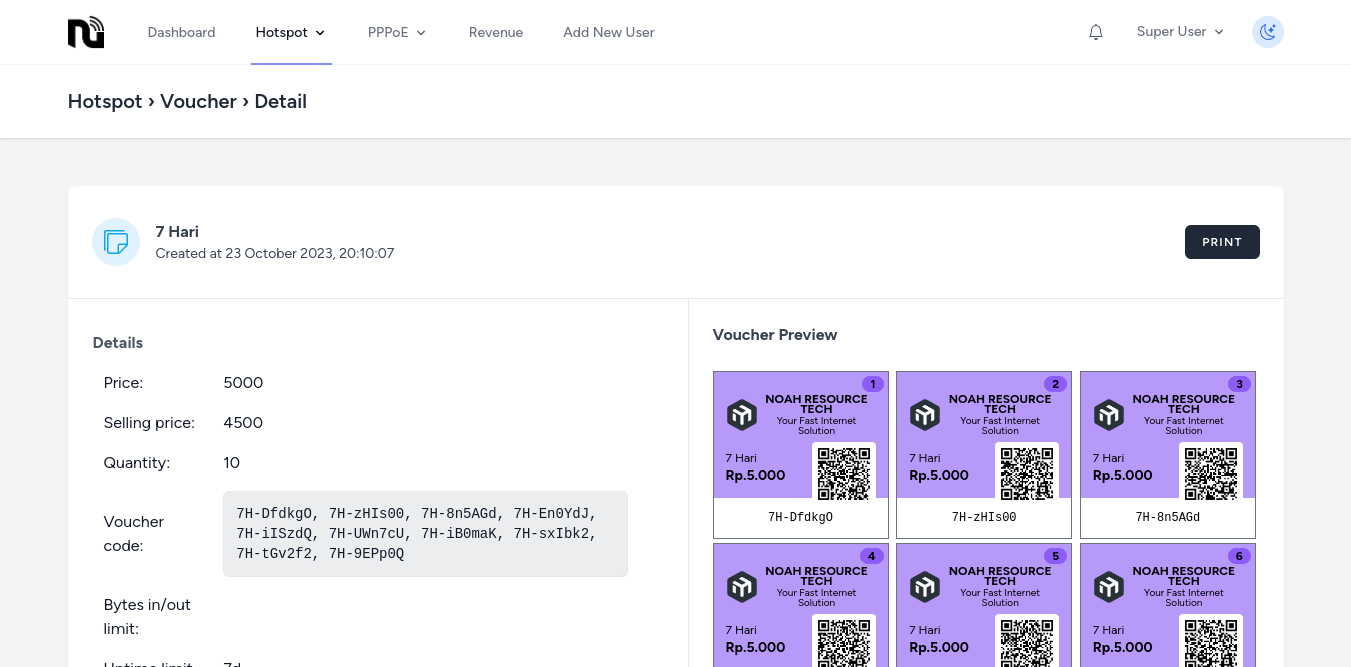 Dashboard
Hotspot
PPPoE
Revenue
Add New User
Super User
Hotspot › Voucher › Detail
7 Hari
Created at 23 October 2023, 20:10:07
PRINT
Details
Price: 5000
Selling price: 4500
Quantity: 10
Voucher
code:
7H-DfdkgO, 7H-zHIs00, 7H-8n5AGd, 7H-En0YdJ,
7H-iISzdQ, 7H-UWn7cU, 7H-iB0maK, 7H-sxIbk2,
7H-tGv2f2, 7H-9EPp0Q
Bytes in/out
limit:
Uptime limit 7d
Voucher Preview
1
NOAH RESOURCE
TECH
Your Fast Internet
Solution
7 Hari
Rp.5.000
7H-DfdkgO
2
NOAH RESOURCE
TECH
Your Fast Internet
Solution
7 Hari
Rp.5.000
7H-zHIs00
3
NOAH RESOURCE
TECH
Your Fast Internet
Solution
7 Hari
Rp.5.000
7H-8n5AGd
4
NOAH RESOURCE
TECH
Your Fast Internet
Solution
7 Hari
Rp.5.000
5
NOAH RESOURCE
TECH
Your Fast Internet
Solution
7 Hari
Rp.5.000
6
NOAH RESOURCE
TECH
Your Fast Internet
Solution
7 Hari
Rp.5.000